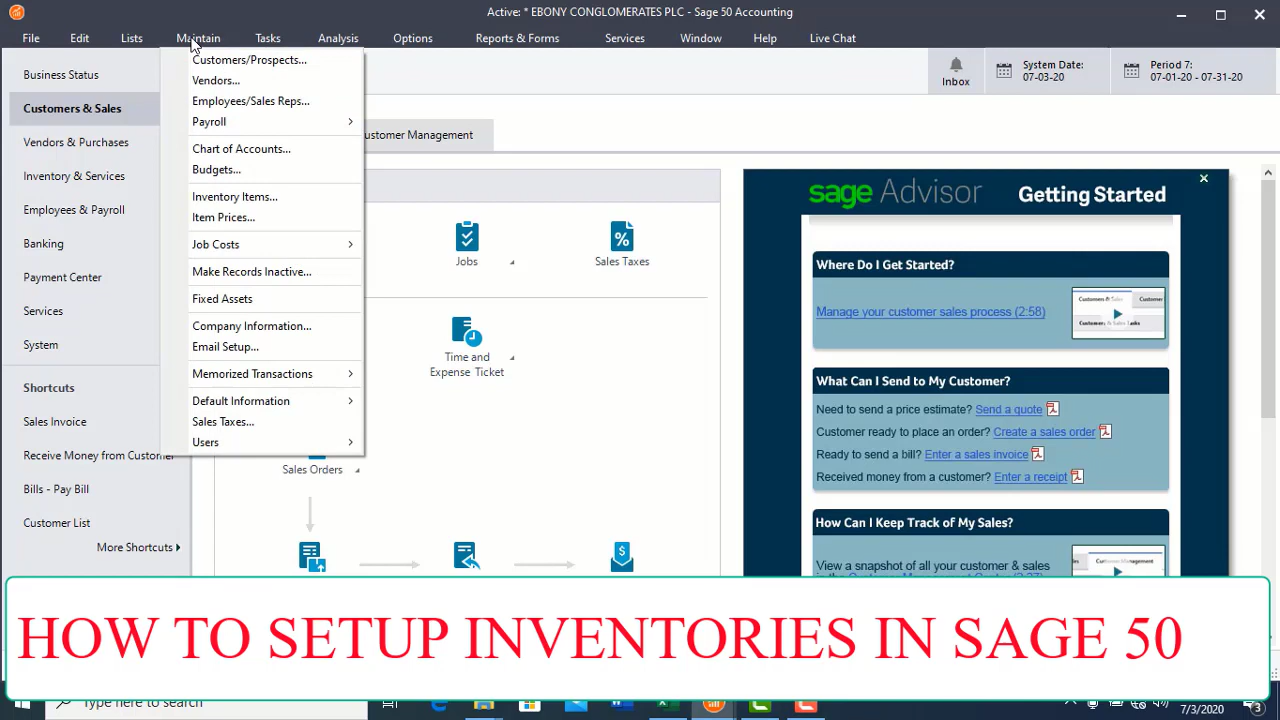 Active: * EBONY CONGLOMERATES PLC - Sage 50 Accounting
File Edit Lists Maintain Tasks Analysis Options Reports & Forms Services Window Help Live Chat
Inbox
System Date:
07-03-20
Period 7:
07-01-20 - 07-31-20
Business Status
Customers & Sales
Vendors & Purchases
Inventory & Services
Employees & Payroll
Banking
Payment Center
Services
System
Shortcuts
Sales Invoice
Receive Money from Customer
Bills - Pay Bill
Customer List
More Shortcuts
Customers/Prospects...
Vendors...
Employees/Sales Reps...
Payroll
Chart of Accounts...
Budgets...
Inventory Items...
Item Prices...
Job Costs
Make Records Inactive...
Fixed Assets
Company Information...
Email Setup...
Memorized Transactions
Default Information
Sales Taxes...
Users
ustomer Management
Jobs
Sales Taxes
Time and
Expense Ticket
Sales Orders
sage Advisor Getting Started
Where Do I Get Started?
Manage your customer sales process (2:58)
What Can I Send to My Customer?
Need to send a price estimate? Send a quote
Customer ready to place an order? Create a sales order
Ready to send a bill? Enter a sales invoice
Received money from a customer? Enter a receipt
How Can I Keep Track of My Sales?
View a snapshot of all your customer & sales
HOW TO SETUP INVENTORIES IN SAGE 50
Type here to search
7/3/2020
3